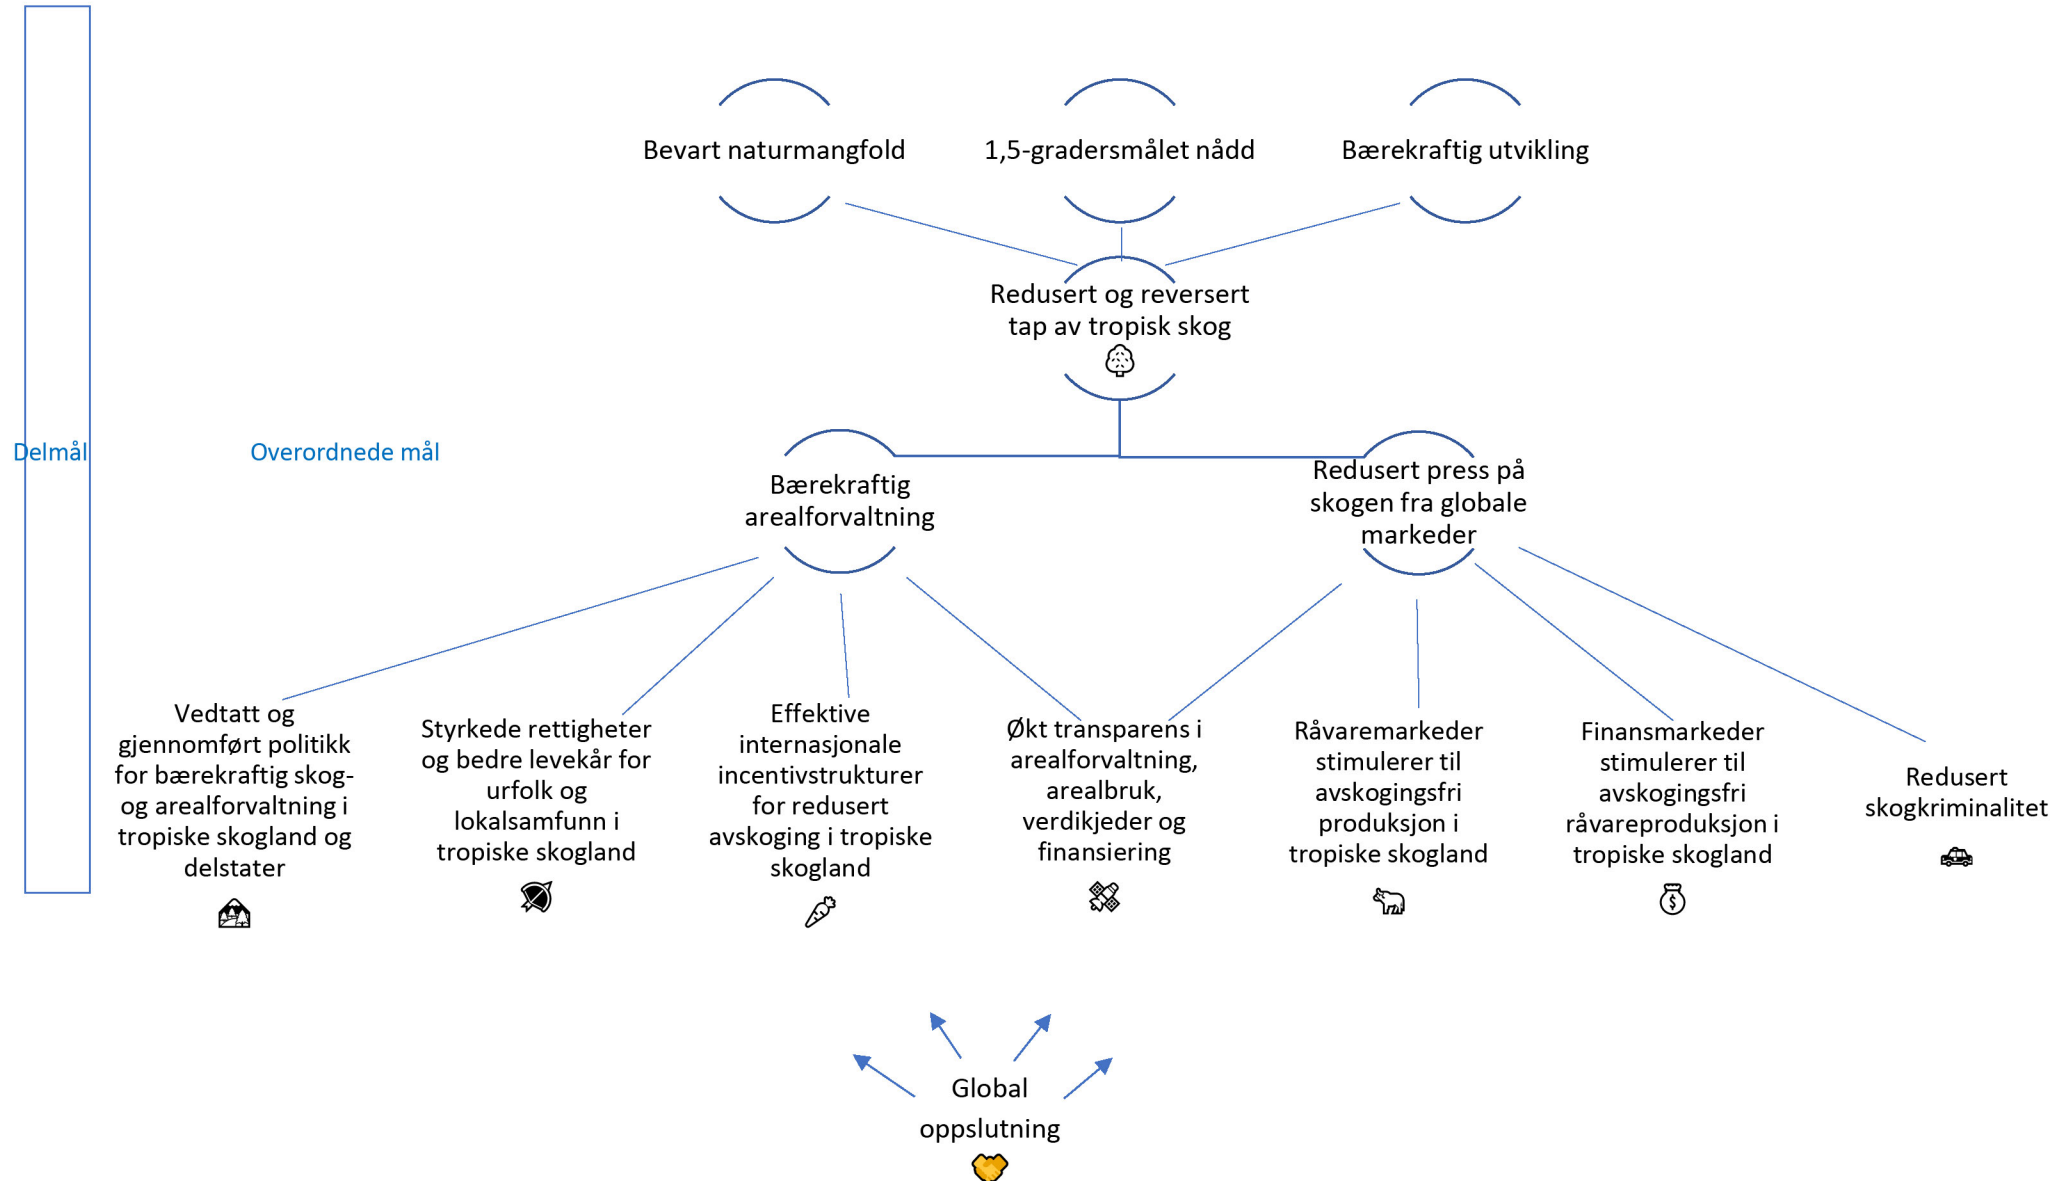 Bevart naturmangfold
1,5-gradersmålet nådd
Bærekraftig utvikling
Redusert og reversert
tap av tropisk skog
Delmål
Overordnede mål
Bærekraftig
arealforvaltning
Redusert press på
skogen fra globale
markeder
Vedtatt og
gjennomført politikk
for bærekraftig skog-
og arealforvaltning i
tropiske skogland og
delstater
Styrkede rettigheter
og bedre levekår for
urfolk og
lokalsamfunn i
tropiske skogland
Effektive
internasjonale
incentivstrukturer
for redusert
avskoging i tropiske
skogland
Økt transparens i
arealforvaltning,
arealbruk,
verdikjeder og
finansiering
Råvaremarkeder
stimulerer til
avskogingsfri
produksjon i
tropiske skogland
Finansmarkeder
stimulerer til
avskogingsfri
råvareproduksjon i
tropiske skogland
Redusert
skogkriminalitet
Global
oppslutning